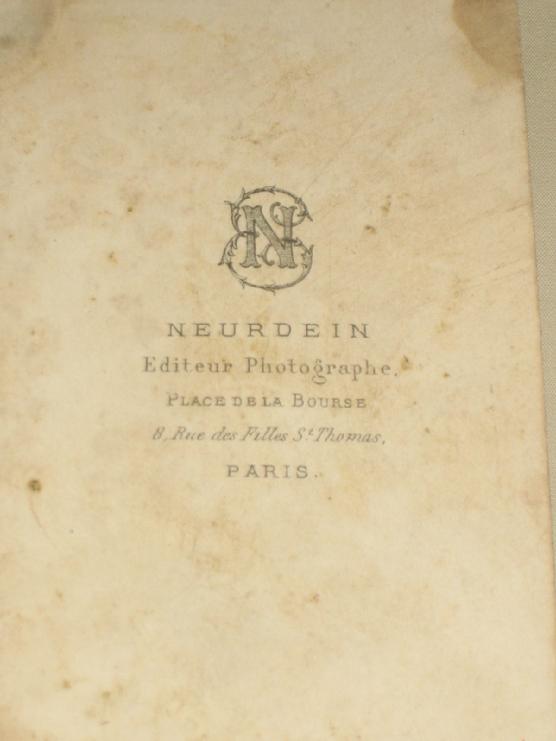 N
NEURDEIN
Editeur Photographe,
PLACE DE LA BOURSE
8, Rue des Filles St Thomas,
PARIS.